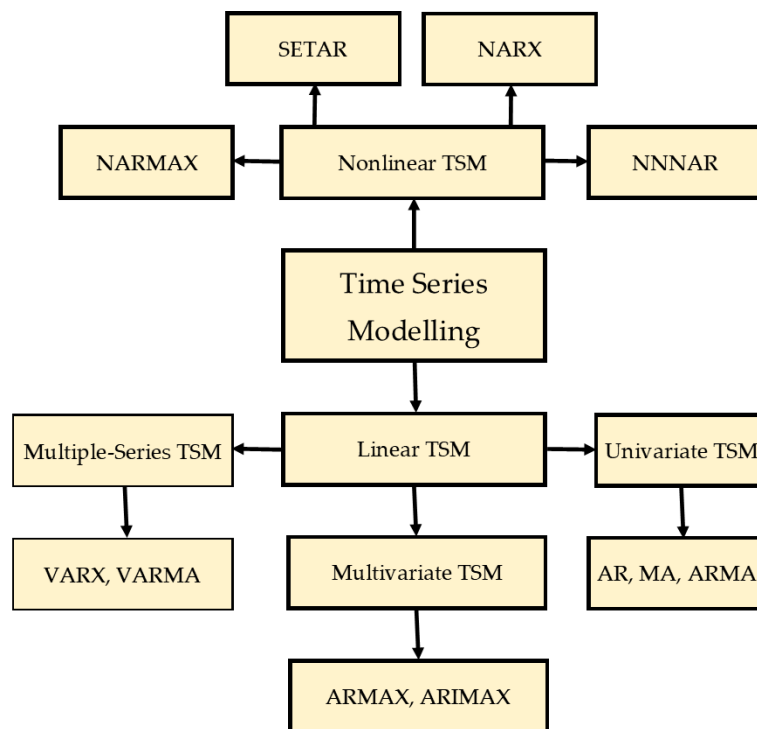 SETAR
NARX
NARMAX
Nonlinear TSM
NNNAR
Time Series
Modelling
Multiple-Series TSM
Linear TSM
Univariate TSM
VARX, VARMA
Multivariate TSM
AR, MA, ARMA
ARMAX, ARIMAX